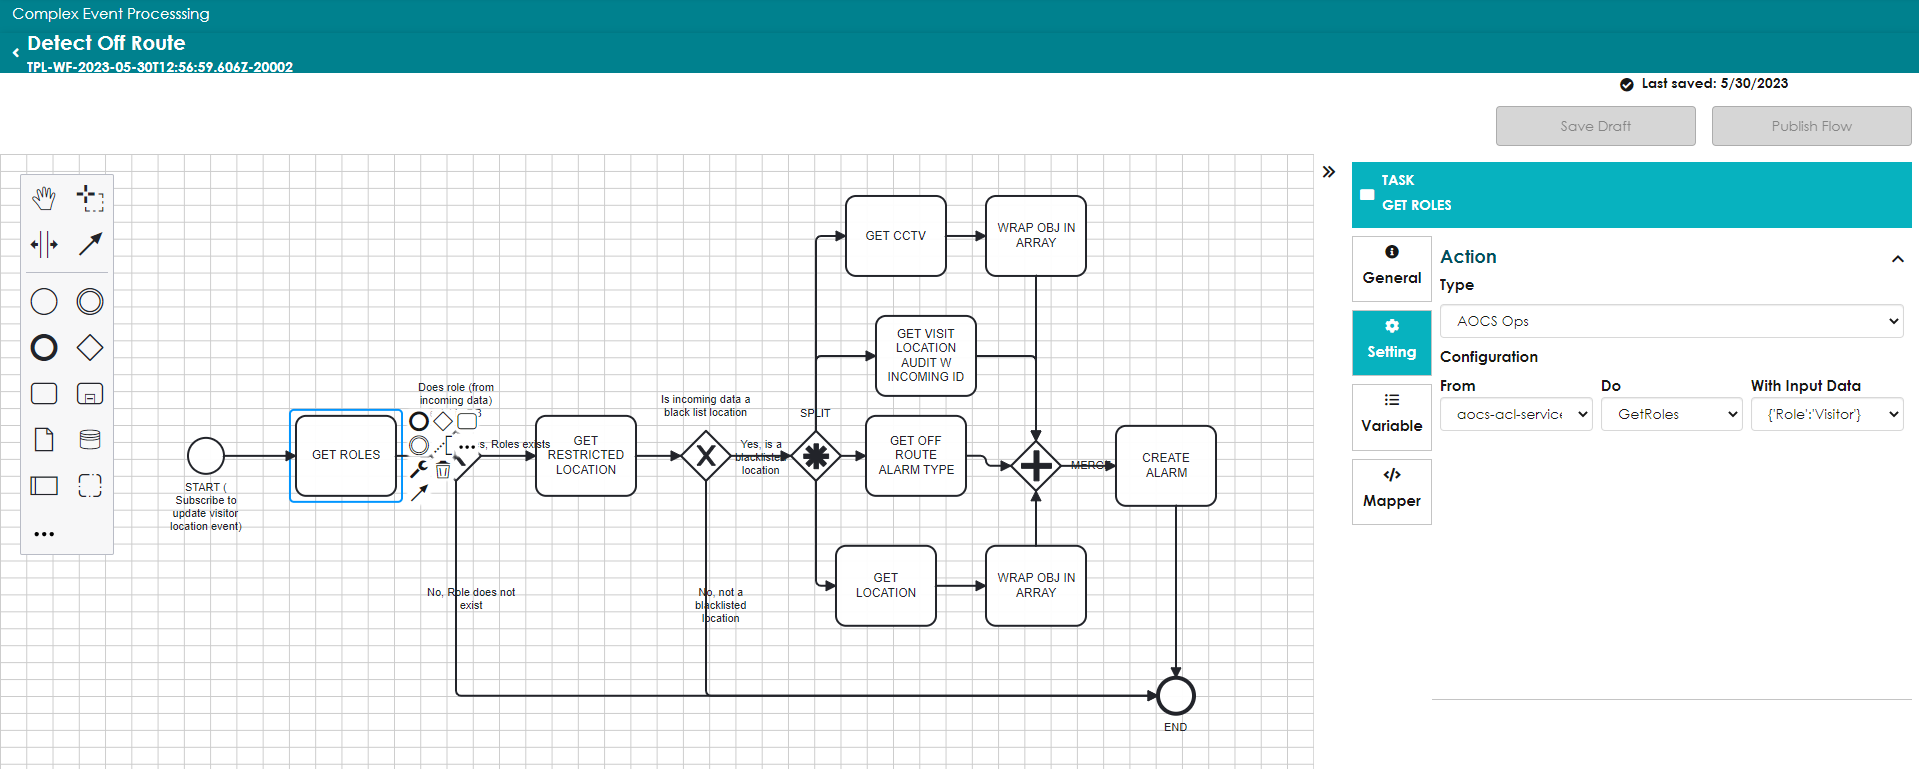 Complex Event Processsing
Detect Off Route
TPL-WF-2023-05-30T12:56:59.606Z-20002
Last saved: 5/30/2023
Save Draft
Publish Flow
START (
Subscribe to
update visitor
location event)
GET ROLES
Does role (from
incoming data)
3
s, Roles exists
No, Role does not
exist
GET
RESTRICTED
LOCATION
Is incoming data a
black list location
Yes, is a
blacklisted
location
No, not a
blacklisted
location
SPLIT
GET CCTV
WRAP OBJ IN
ARRAY
GET VISIT
LOCATION
AUDIT W
INCOMING ID
GET OFF
ROUTE
ALARM TYPE
GET
LOCATION
WRAP OBJ IN
ARRAY
MERGE
CREATE
ALARM
END
TASK
GET ROLES
General
Setting
Variable
Mapper
Action
Type
AOCS Ops
Configuration
From
Do
With Input Data
aocs-acl-service
GetRoles
{'Role':'Visitor'}